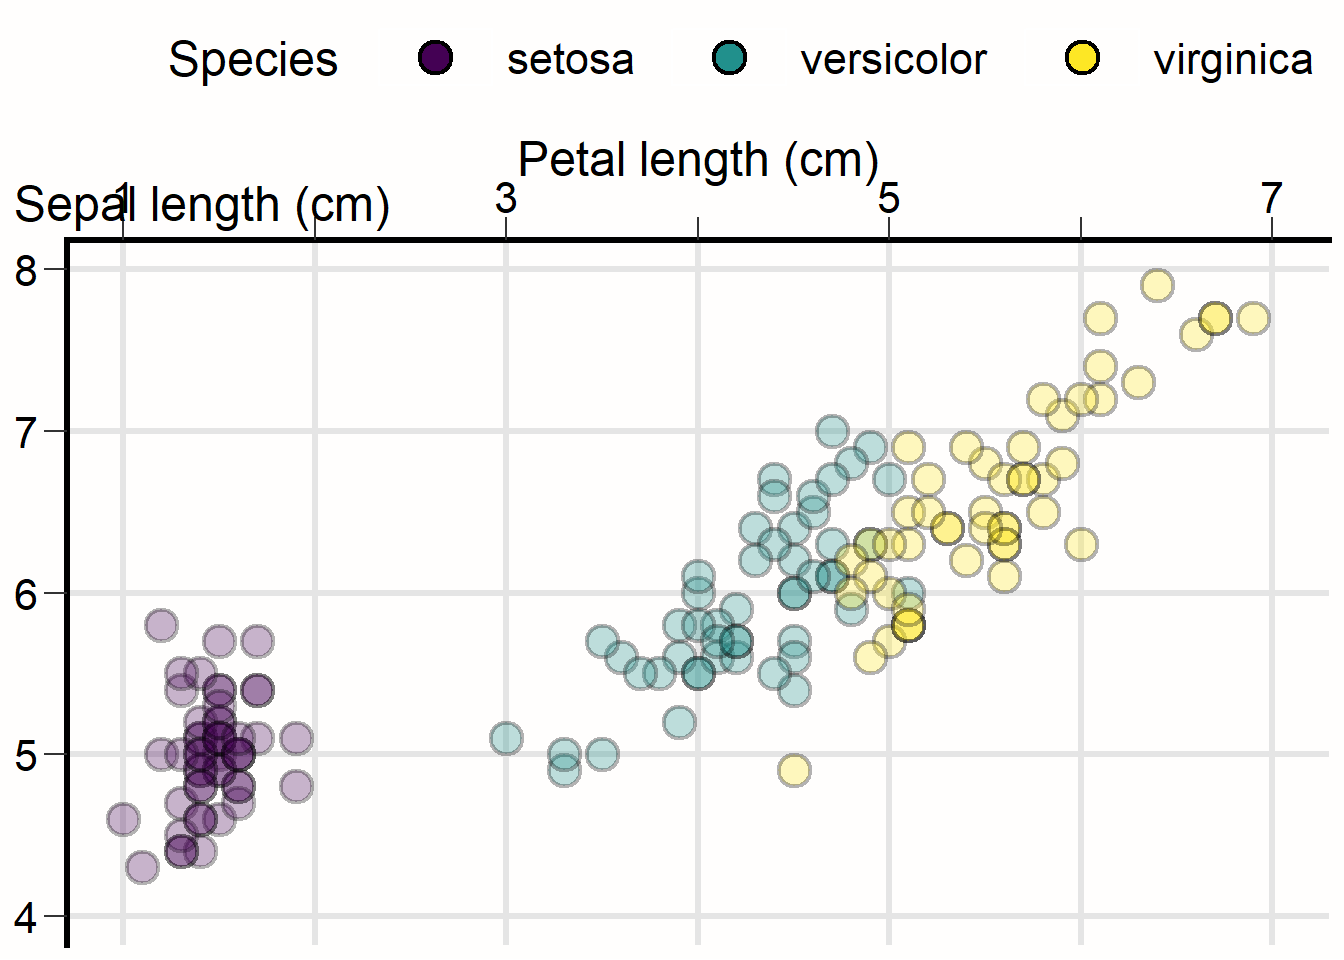 Species setosa versicolor virginica
Petal length (cm)
Sepal length (cm)
1 3 5 7
8
7
6
5
4